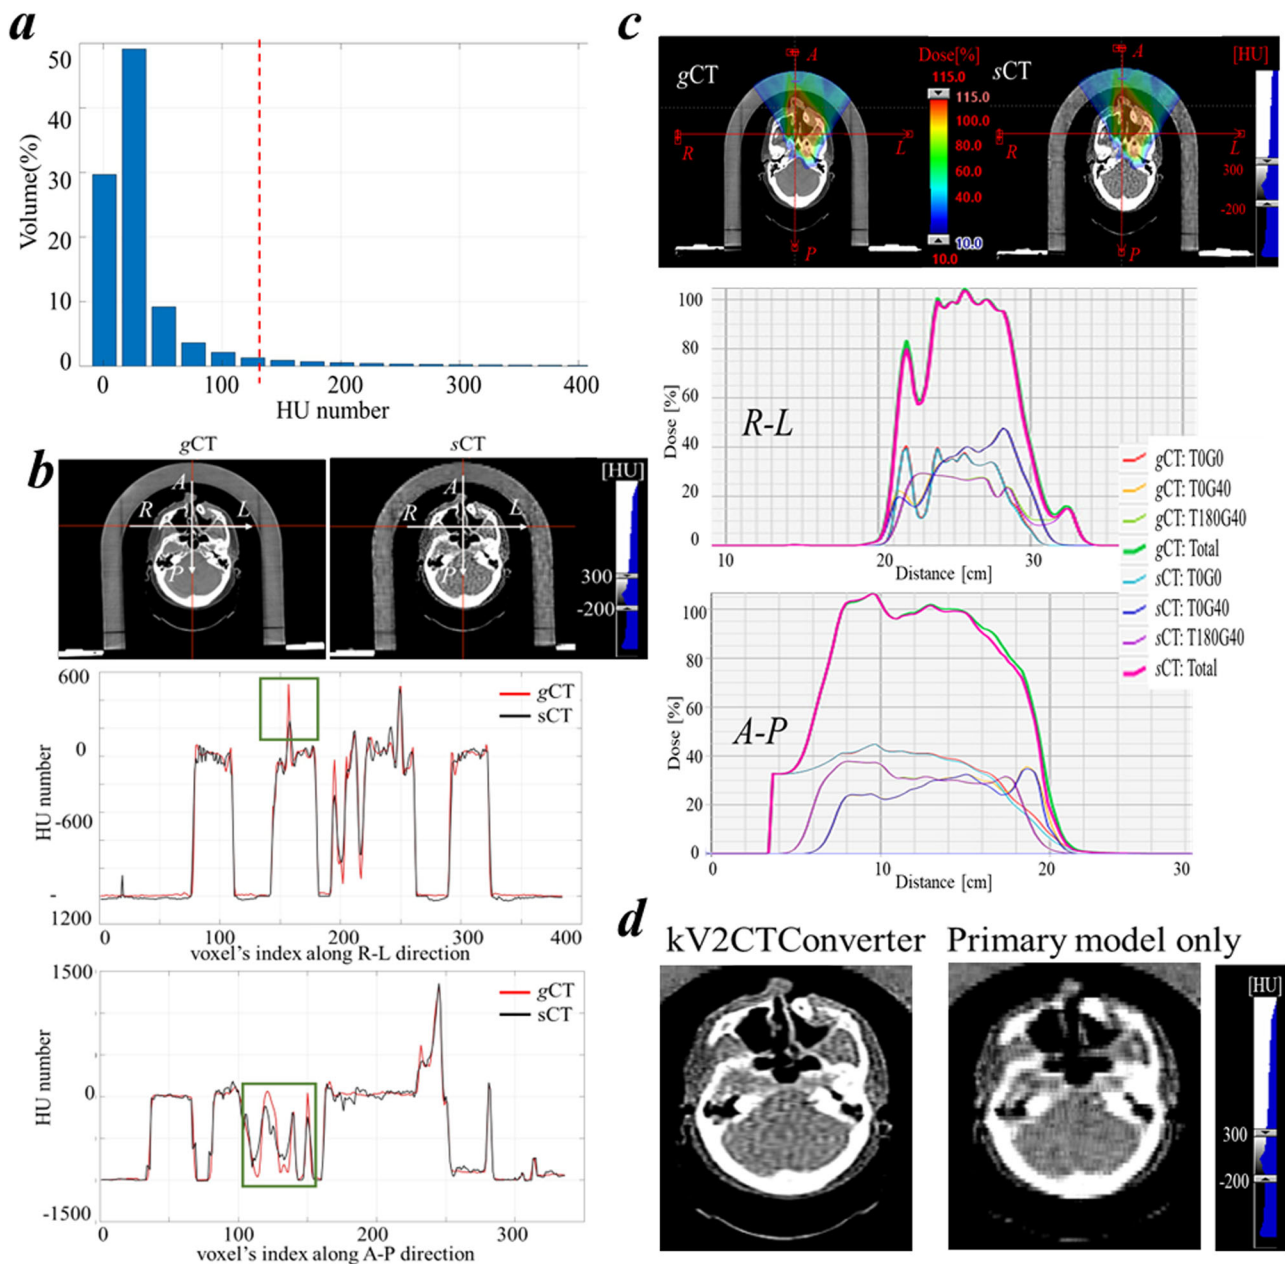 a
50
40
30
20
10
0
Volume(%)
0 100 200 300 400
HU number
b
gCT sCT
[HU]
A
R L
P
A
R L
P
300
-200
600
0
-600
-
1200
HU number
gCT
sCT
0 100 200 300 400
voxel's index along R-L direction
1500
0
-1500
HU number
gCT
sCT
0 100 200 300
voxel's index along A-P direction
c
gCT
A
R L
P
Dose[%]
115.0
115.0
100.0
80.0
60.0
40.0
10.0
10.0
sCT
A
R L
P
[HU]
300
-200
100
80
60
40
20
0
Dose [%]
R-L
10 20 30
Distance [cm]
gCT: T0G0
gCT: T0G40
gCT: T180G40
gCT: Total
sCT: T0G0
sCT: T0G40
sCT: T180G40
sCT: Total
100
80
60
40
20
0
Dose [%]
A-P
0 10 20 30
Distance [cm]
d
kV2CTConverter Primary model only
[HU]
300
-200